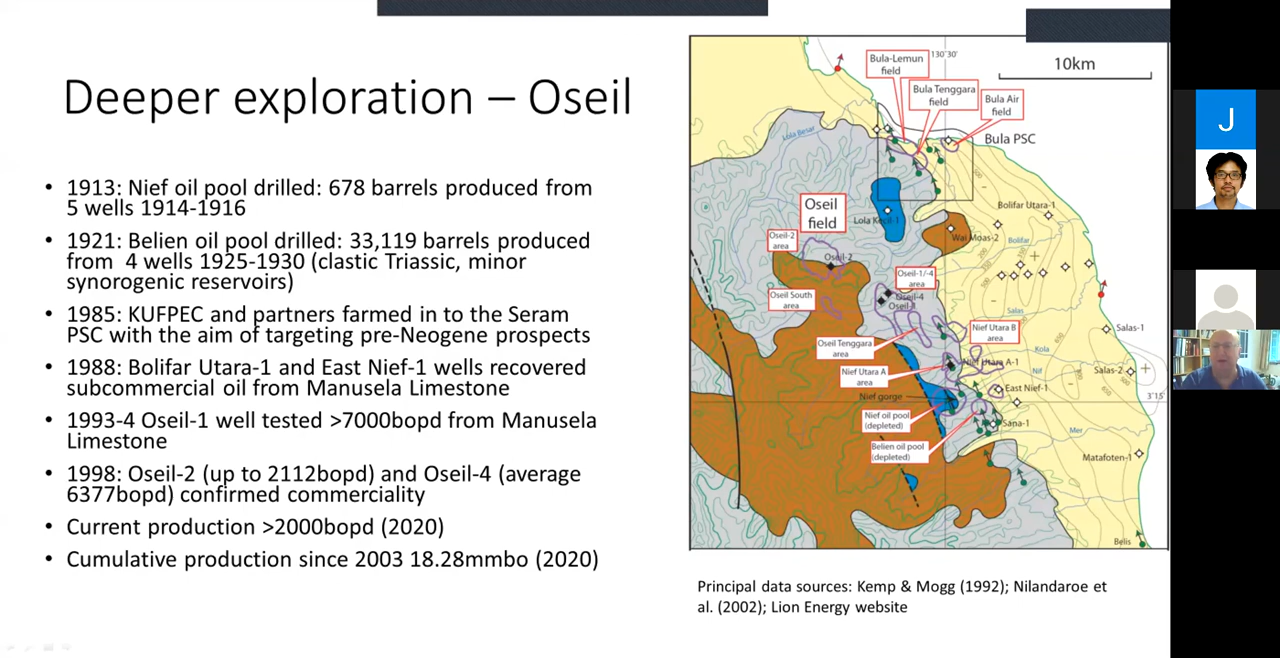 Deeper exploration – Oseil
• 1913: Nief oil pool drilled: 678 barrels produced from
5 wells 1914-1916
• 1921: Belien oil pool drilled: 33,119 barrels produced
from 4 wells 1925-1930 (clastic Triassic, minor
synorogenic reservoirs)
• 1985: KUFPEC and partners farmed in to the Seram
PSC with the aim of targeting pre-Neogene prospects
• 1988: Bolifar Utara-1 and East Nief-1 wells recovered
subcommercial oil from Manusela Limestone
• 1993-4 Oseil-1 well tested >7000bopd from Manusela
Limestone
• 1998: Oseil-2 (up to 2112bopd) and Oseil-4 (average
6377bopd) confirmed commerciality
• Current production >2000bopd (2020)
• Cumulative production since 2003 18.28mmbo (2020)
130°30'
10km
Bula-Lemun
field
Bula Tenggara
field
Bula Air
field
Bula PSC
Lola Besar
Oseil
field
Lola Kecil-1
Bolifar Utara-1
Wai Moas-2
Bolifar
Oseil-2
area
Oseil-2
Oseil-1/-4
area
Oseil-4
Oseil South
area
Salas
Salas-1
Nief Utara B
area
Oseil Tenggara
area
Kola
Nief Utara A-1
Nief Utara A
area
Nif
Salas-2
East Nief-1
Nief gorge
3°15'
Nief oil pool
(depleted)
Sana-1
Mer
Belien oil pool
(depleted)
Matafoten-1
Belis
Principal data sources: Kemp & Mogg (1992); Nilandaroe et
al. (2002); Lion Energy website
J